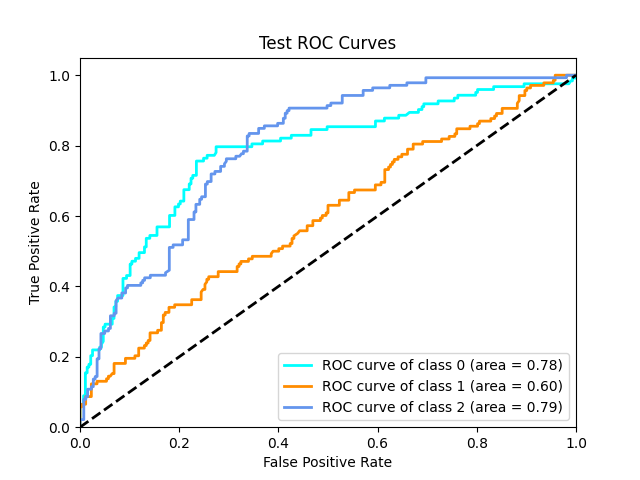 Test ROC Curves
True Positive Rate
1.0
0.8
0.6
0.4
0.2
0.0
ROC curve of class 0 (area = 0.78)
ROC curve of class 1 (area = 0.60)
ROC curve of class 2 (area = 0.79)
0.0 0.2 0.4 0.6 0.8 1.0
False Positive Rate